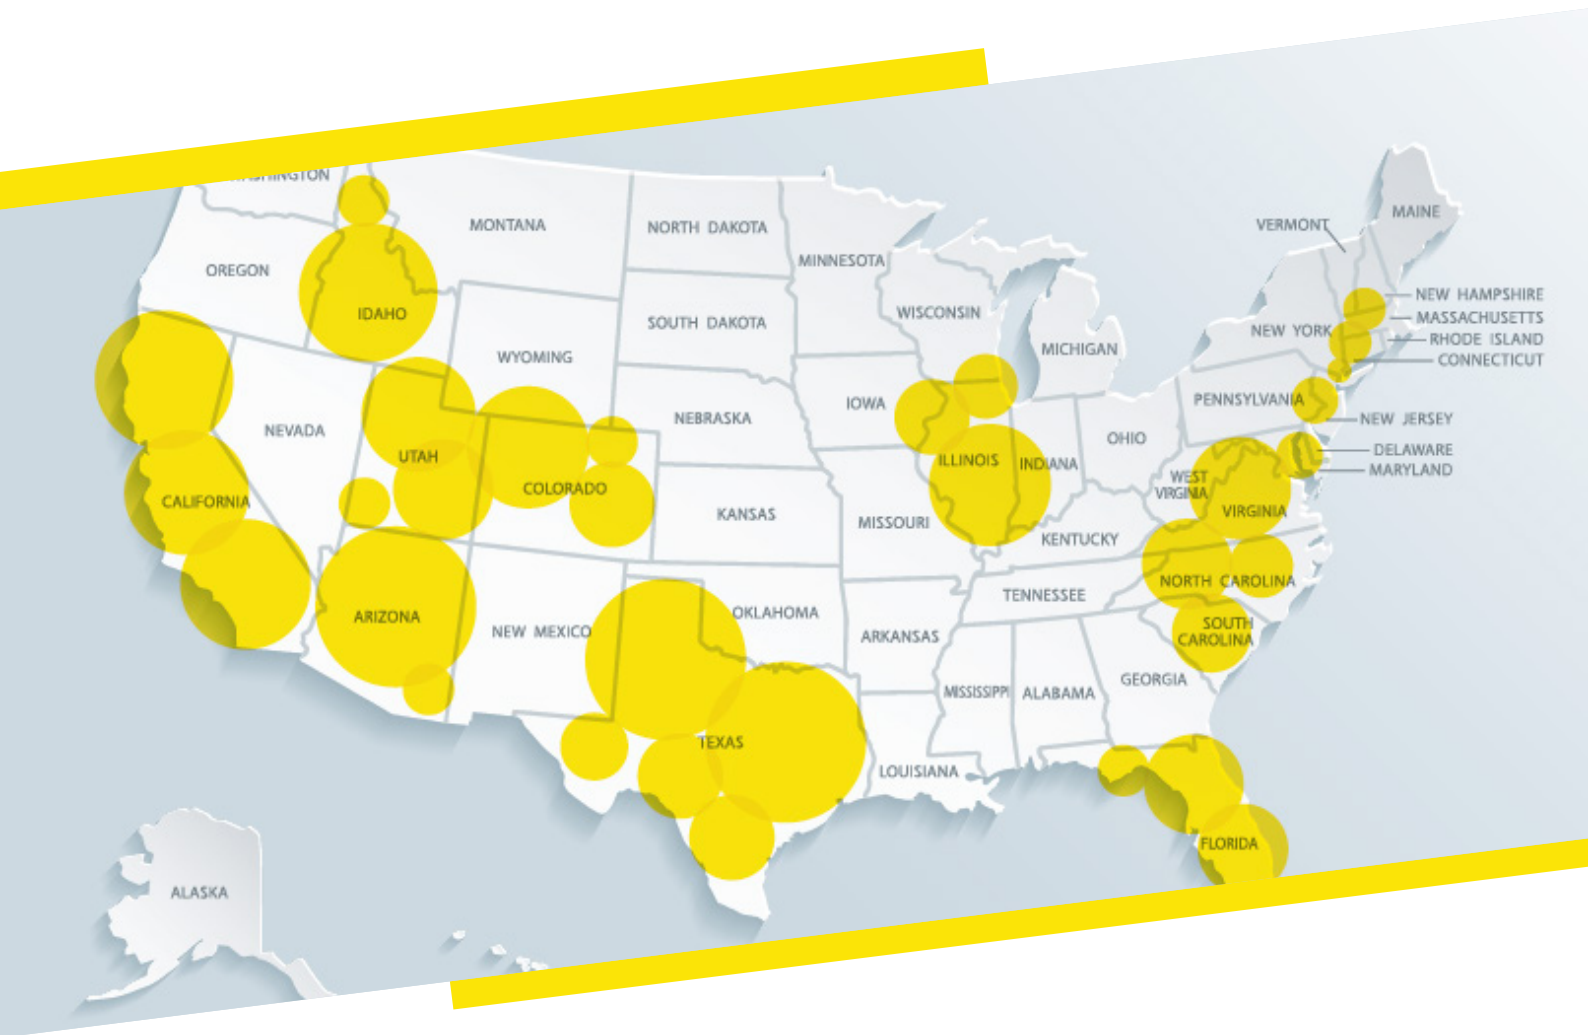 MAINE
VERMONT
WASHINGTON
MONTANA
NORTH DAKOTA
MINNESOTA
OREGON
NEW HAMPSHIRE
IDAHO
WISCONSIN
MASSACHUSETTS
SOUTH DAKOTA
NEW YORK
RHODE ISLAND
MICHIGAN
WYOMING
CONNECTICUT
IOWA
PENNSYLVANIA
NEBRASKA
NEW JERSEY
NEVADA
OHIO
DELAWARE
UTAH
ILLINOIS
INDIANA
MARYLAND
COLORADO
WEST
VIRGINIA
CALIFORNIA
KANSAS
MISSOURI
VIRGINIA
KENTUCKY
NORTH CAROLINA
TENNESSEE
ARIZONA
OKLAHOMA
NEW MEXICO
ARKANSAS
SOUTH
CAROLINA
GEORGIA
MISSISSIPPI
ALABAMA
TEXAS
LOUISIANA
FLORIDA
ALASKA